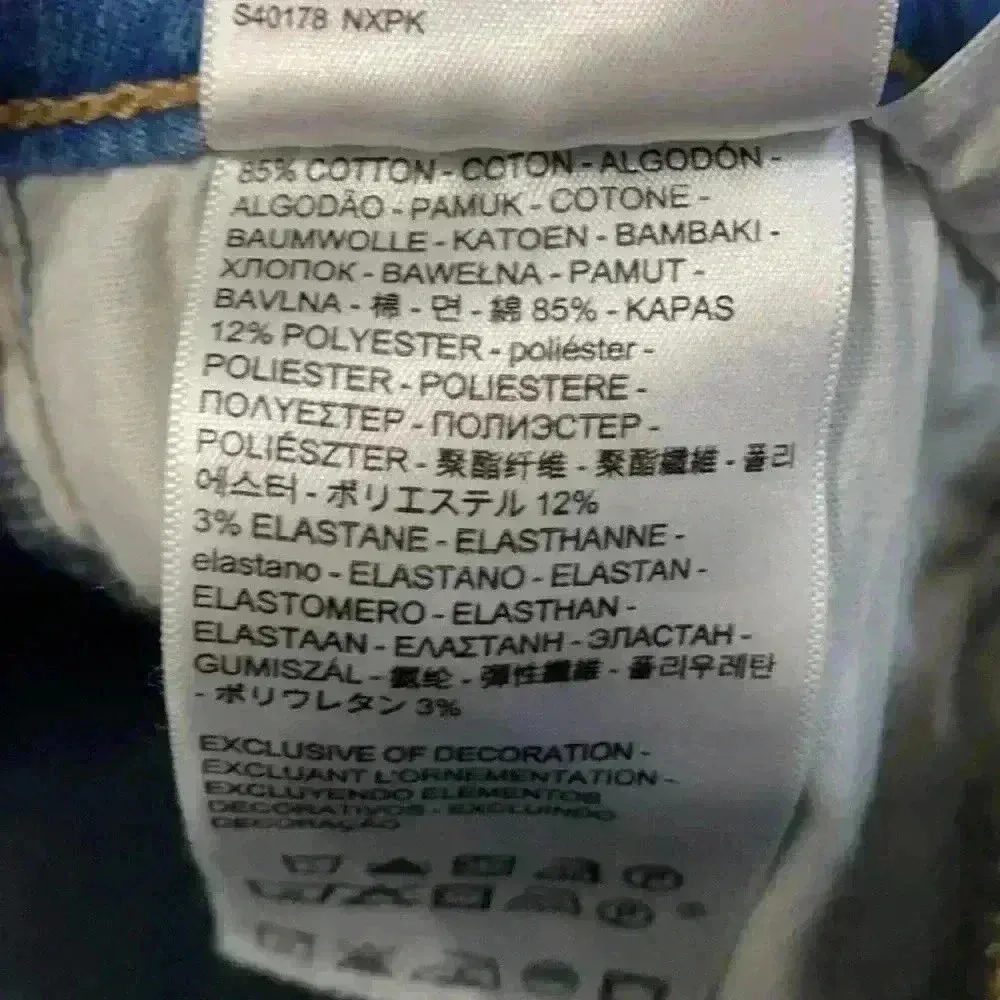 S40178 NXPK
85% COTTON - COTON - ALGODÓN -
ALGODÃO - PAMUK - COTONE -
BAUMWOLLE - KATOEN - BAMBAKI -
ХЛОПОК - BAWEŁNA - PAMUT -
BAVLNA - 棉 - 면 - 綿 85% - KAPAS
12% POLYESTER - poliéster -
POLIESTER - POLIESTERE -
ΠΟΛΥΕΣΤΕΡ - ПОЛИЭСТЕР -
POLIÉSZTER - 聚酯纤维 - 聚酯纖維 - 폴리
에스터 - ポリエステル 12%
3% ELASTANE - ELASTHANNE -
elastano - ELASTANO - ELASTAN -
ELASTOMERO - ELASTHAN -
ELASTAAN - ΕΛΑΣΤΑΝΗ - ЭЛАСТАН -
GUMISZÁL - 氨纶 - 彈性纖維 - 폴리우레탄
- ポリウレタン 3%
EXCLUSIVE OF DECORATION -
EXCLUANT L'ORNEMENTATION -
EXCLUYENDO ELEMENTOS
DECORATIVOS - EXCLUINDO
DECORAÇÃO